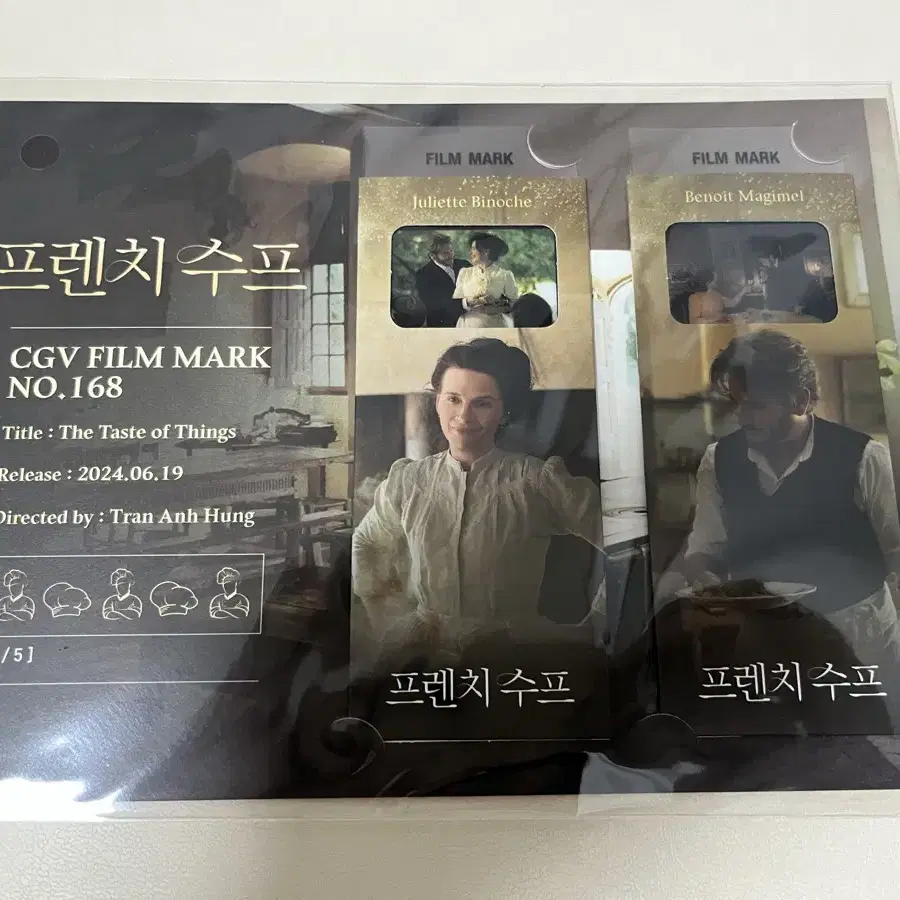 프렌치 수프
CGV FILM MARK
NO.168
Title : The Taste of Things
Release : 2024.06.19
Directed by : Tran Anh Hung
/5]
FILM MARK
Juliette Binoche
프렌치 수프
FILM MARK
Benoît Magimel
프렌치 수프